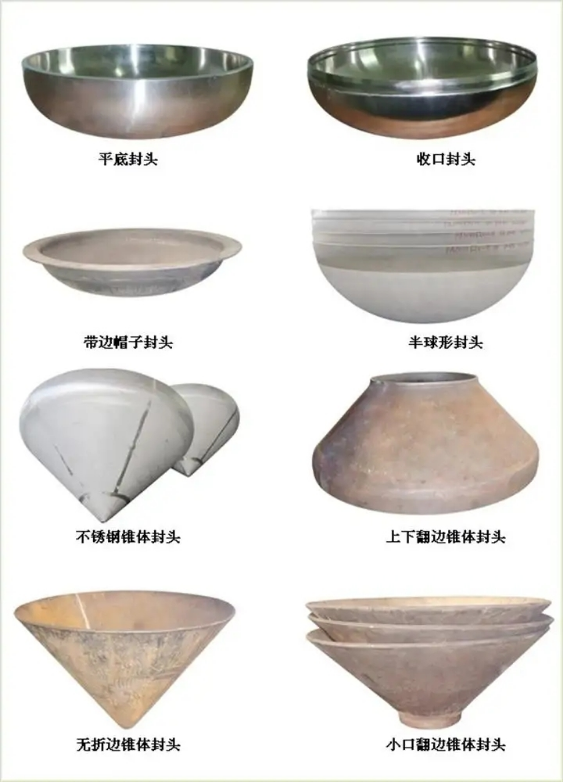 平底封头
收口封头
带边帽子封头
半球形封头
不锈钢锥体封头
上下翻边锥体封头
无折边锥体封头
小口翻边锥体封头